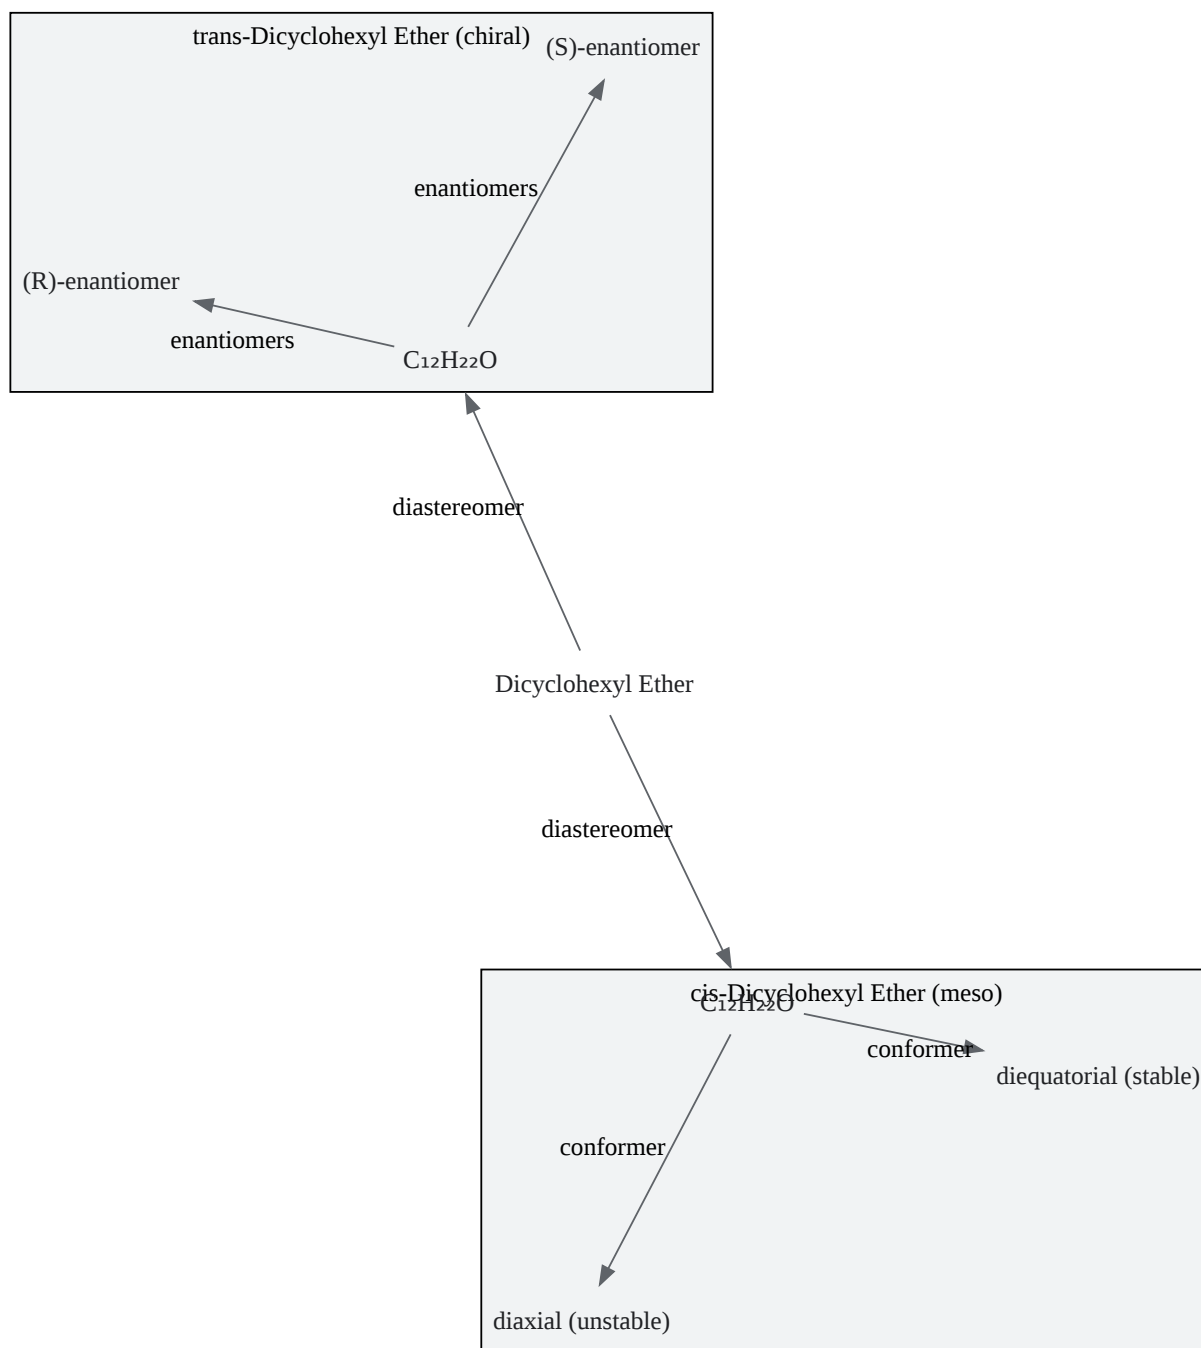 trans-Dicyclohexyl Ether (chiral)
(S)-enantiomer
enantiomers
(R)-enantiomer
enantiomers
C₁₂H₂₂O
diastereomer
Dicyclohexyl Ether
diastereomer
cis-Dicyclohexyl Ether (meso)
C₁₂H₂₂O
conformer
diequatorial (stable)
conformer
diaxial (unstable)